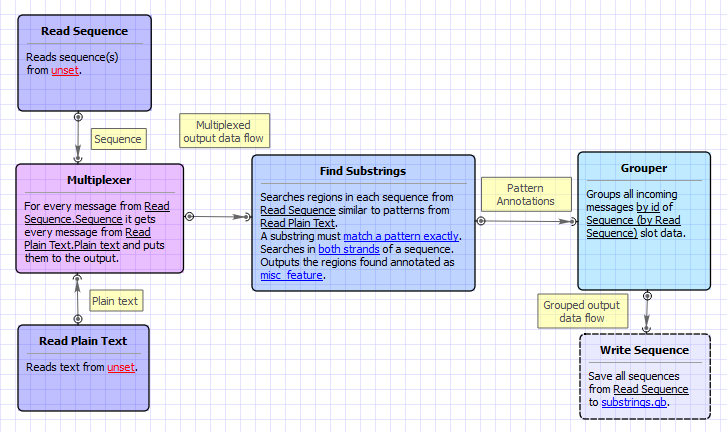 Read Sequence
Reads sequence(s)
from unset.
Sequence
Multiplexed
output data flow
Multiplexer
For every message from Read
Sequence.Sequence it gets
every message from Read
Plain Text.Plain text and puts
them to the output.
Find Substrings
Searches regions in each sequence from
Read Sequence similar to patterns from
Read Plain Text.
A substring must match a pattern exactly.
Searches in both strands of a sequence.
Outputs the regions found annotated as
misc_feature.
Pattern
Annotations
Grouper
Groups all incoming
messages by id of
Sequence (by Read
Sequence) slot data.
Plain text
Read Plain Text
Reads text from unset.
Grouped output
data flow
Write Sequence
Save all sequences
from Read Sequence
to substrings.gb.